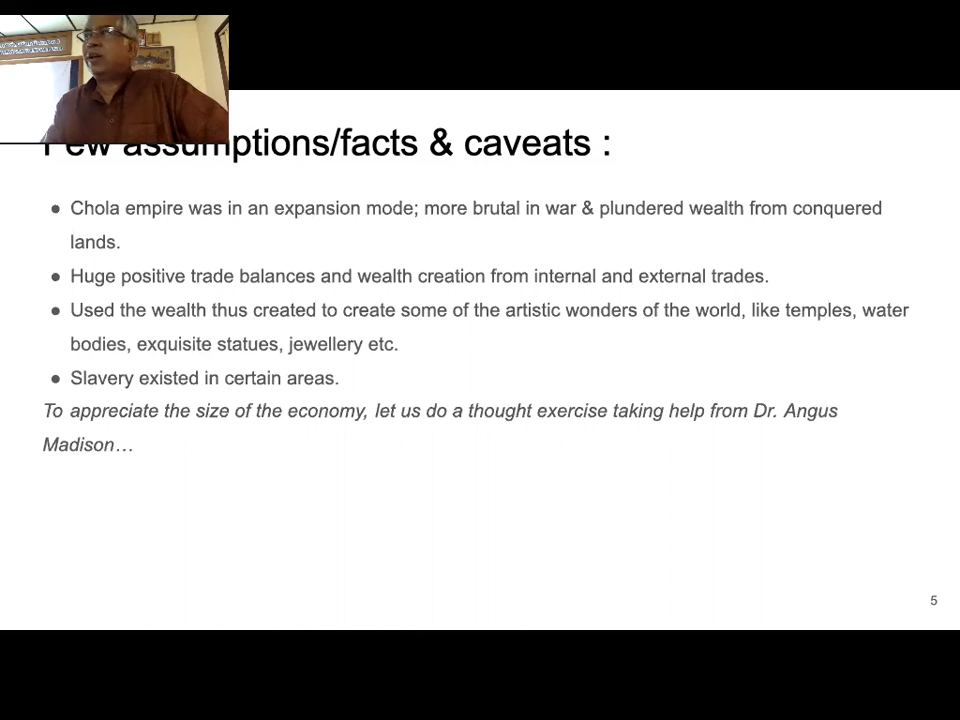 Few assumptions/facts & caveats :
● Chola empire was in an expansion mode; more brutal in war & plundered wealth from conquered
lands.
● Huge positive trade balances and wealth creation from internal and external trades.
● Used the wealth thus created to create some of the artistic wonders of the world, like temples, water
bodies, exquisite statues, jewellery etc.
● Slavery existed in certain areas.
To appreciate the size of the economy, let us do a thought exercise taking help from Dr. Angus
Madison…
5